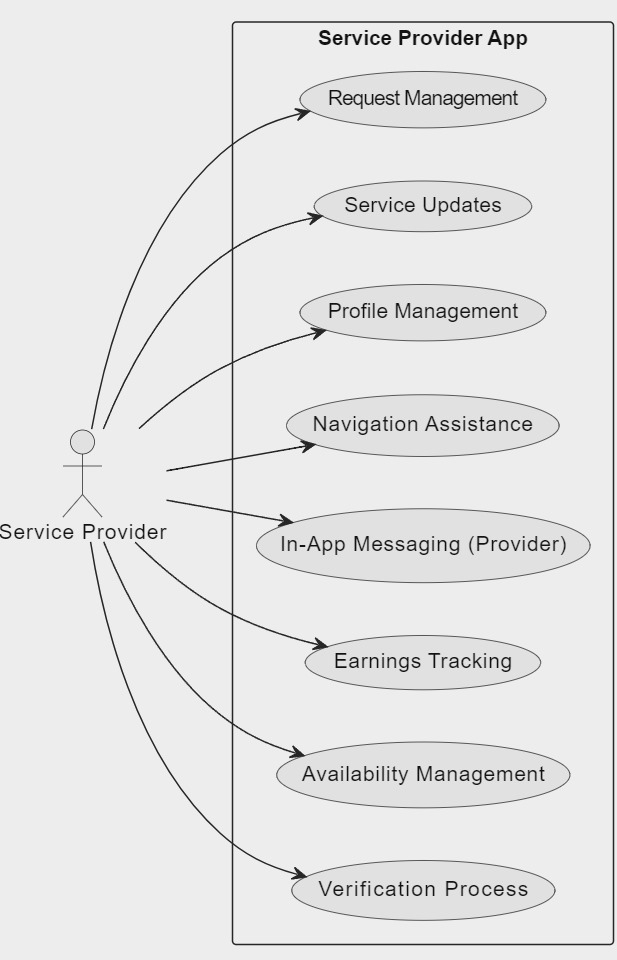 Service Provider App
Request Management
Service Updates
Profile Management
Navigation Assistance
Service Provider
In-App Messaging (Provider)
Earnings Tracking
Availability Management
Verification Process